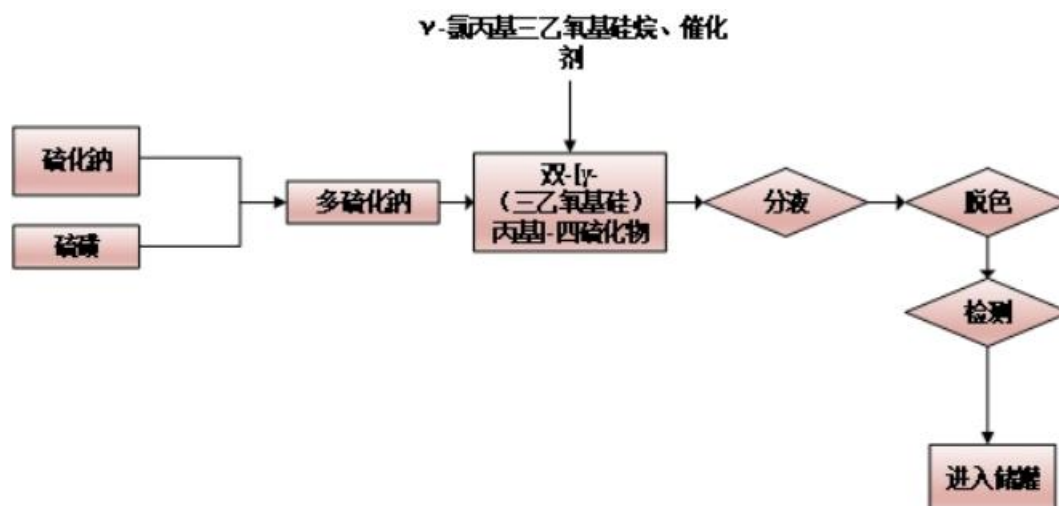 γ-氯丙基三乙氧基硅烷、催化
剂
硫化钠
硫磺
多硫化钠
双-[γ-
（三乙氧基硅）
丙基]-四硫化物
分液
脱色
检测
进入储罐